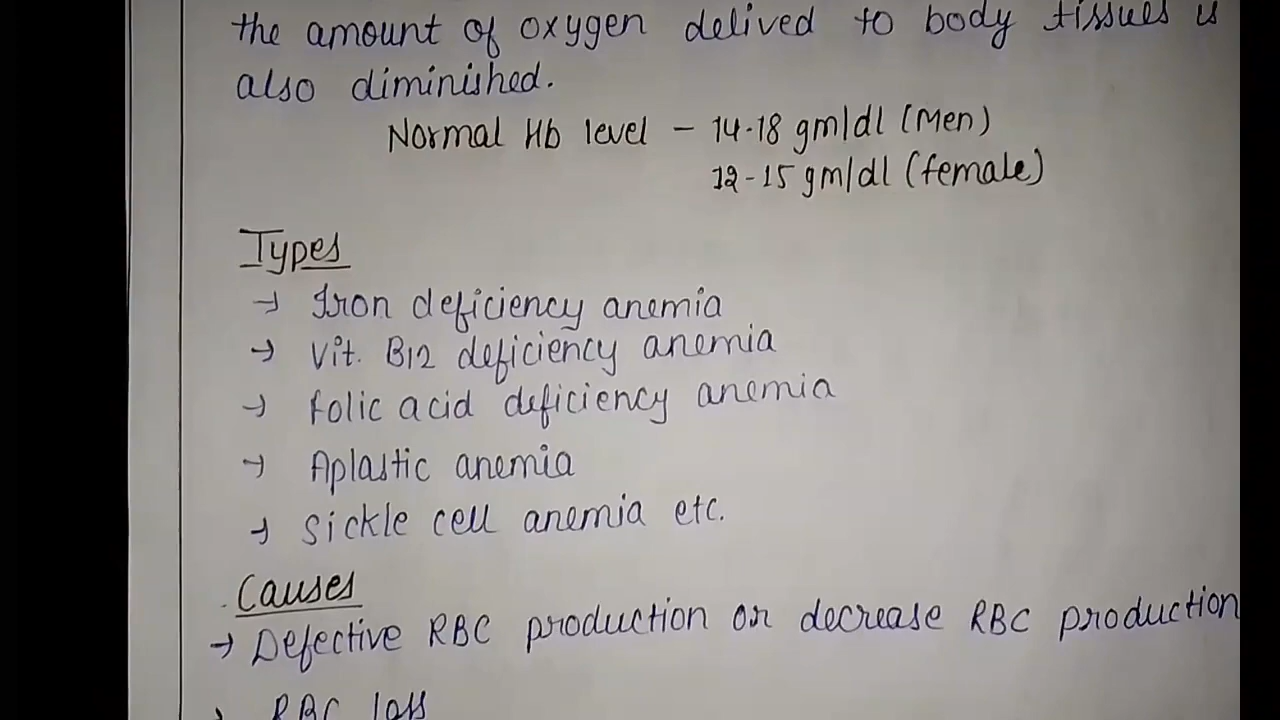 the amount of oxygen delived to body tissues is
also diminished.
Normal Hb level – 14-18 gm/dl (Men)
12-15 gm/dl (female)
Types
→ Iron deficiency anemia
→ Vit. B12 deficiency anemia
→ folic acid deficiency anemia
→ Aplastic anemia
→ Sickle cell anemia etc.
Causes
→ Defective RBC production or decrease RBC production
→ RBC loss